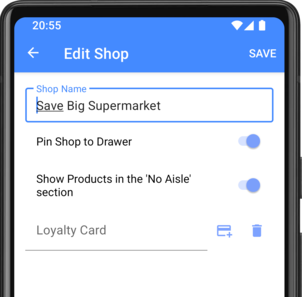 20:55
Edit Shop
SAVE
Shop Name
Save Big Supermarket
Pin Shop to Drawer
Show Products in the 'No Aisle'
section
Loyalty Card